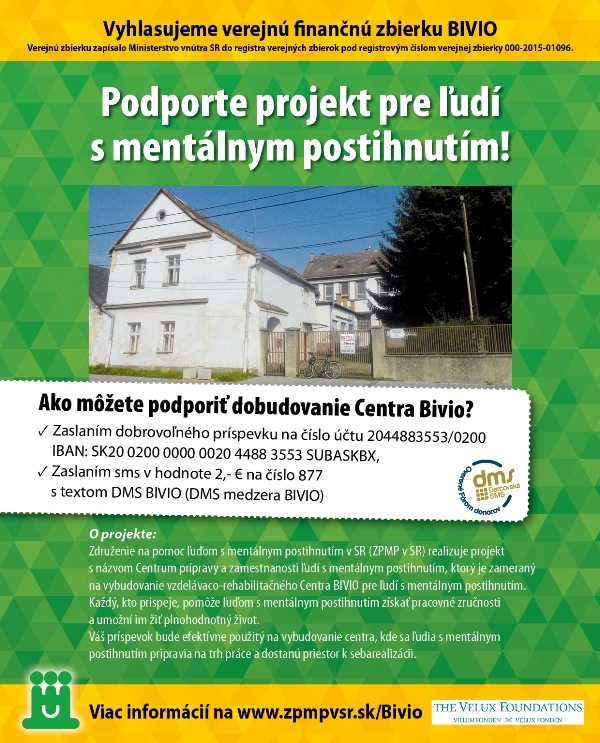 Vyhlasujeme verejnú finančnú zbierku BIVIO
Verejnú zbierku zapísalo Ministerstvo vnútra SR do registra verejných zbierok pod registrovým číslom verejnej zbierky 000-2015-01096.
Podporte projekt pre ľudí
s mentálnym postihnutím!
PREDAJ
Ako môžete podporiť dobudovanie Centra Bivio?
✓ Zaslaním dobrovoľného príspevku na číslo účtu 2044883553/0200
IBAN: SK20 0200 0000 0020 4488 3553 SUBASKBX,
✓ Zaslaním sms v hodnote 2,- € na číslo 877
s textom DMS BIVIO (DMS medzera BIVIO)
dms
Darcovská
SMS
Overené Fórom donorov
O projekte:
Združenie na pomoc ľuďom s mentálnym postihnutím v SR (ZPMP v SR) realizuje projekt
s názvom Centrum prípravy a zamestnanosti ľudí s mentálnym postihnutím, ktorý je zameraný
na vybudovanie vzdelávaco-rehabilitačného Centra BIVIO pre ľudí s mentálnym postihnutím.
Každý, kto prispeje, pomôže ľuďom s mentálnym postihnutím získať pracovné zručnosti
a umožní im žiť plnohodnotný život.
Váš príspevok bude efektívne použitý na vybudovanie centra, kde sa ľudia s mentálnym
postihnutím pripravia na trh práce a dostanú priestor k sebarealizácii.
Viac informácií na www.zpmpvsr.sk/Bivio
THE VELUX FOUNDATIONS
VILLUM FONDEN VELUX FONDEN